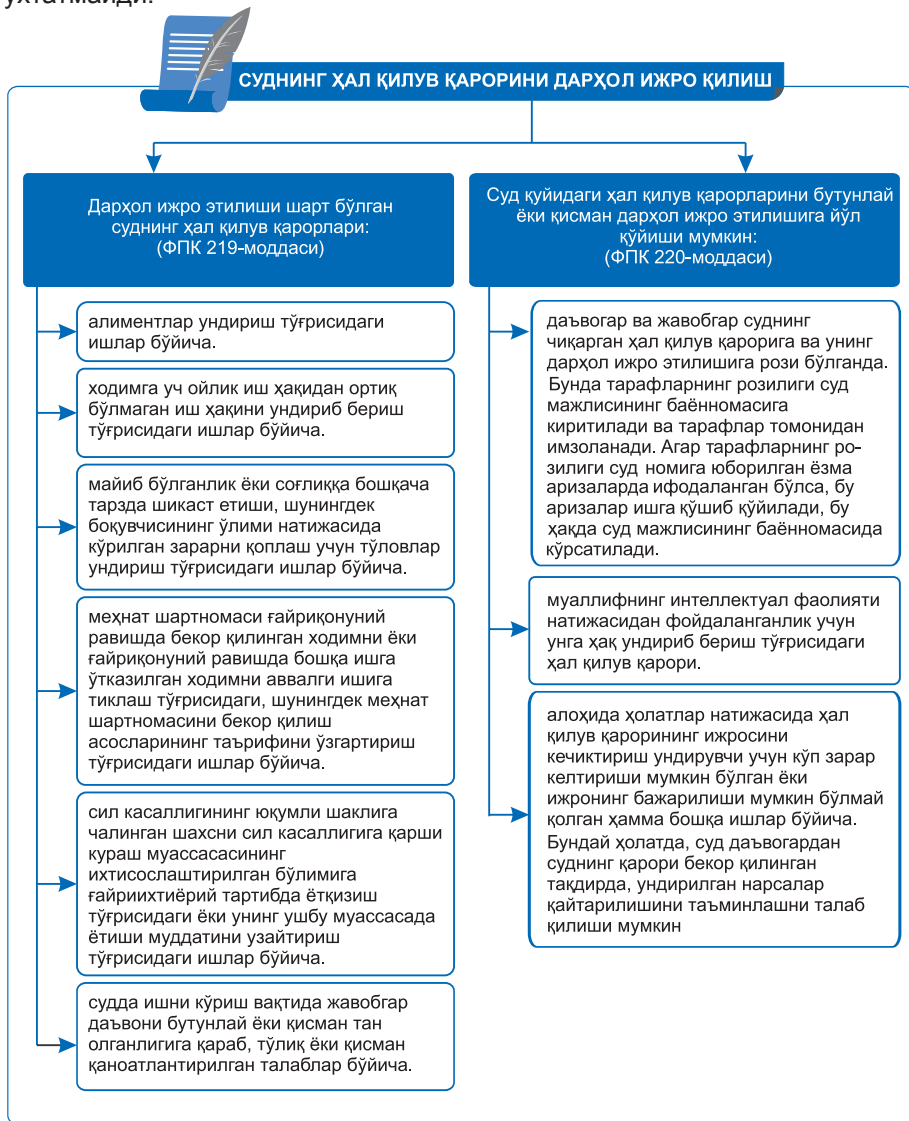 СУДНИНГ ҲАЛ ҚИЛУВ ҚАРОРИНИ ДАРҲОЛ ИЖРО ҚИЛИШ
Дарҳол ижро этилиши шарт бўлган
суднинг ҳал қилув қарорлари:
(ФПК 219-моддаси)
алиментлар ундириш тўғрисидаги
ишлар бўйича.
ходимга уч ойлик иш ҳақидан ортиқ
бўлмаган иш ҳақини ундириб бериш
тўғрисидаги ишлар бўйича.
майиб бўлганлик ёки соғлиққа бошқача
тарзда шикаст етиши, шунингдек
боқувчисининг ўлими натижасида
кўрилган зарарни қоплаш учун тўловлар
ундириш тўғрисидаги ишлар бўйича.
меҳнат шартномаси ғайриқонуний
равишда бекор қилинган ходимни ёки
ғайриқонуний равишда бошқа ишга
ўтказилган ходимни аввалги ишига
тиклаш тўғрисидаги, шунингдек меҳнат
шартномасини бекор қилиш
асосларининг таърифини ўзгартириш
тўғрисидаги ишлар бўйича.
сил касаллигининг юқумли шаклига
чалинган шахсни сил касаллигига қарши
кураш муассасасининг
ихтисослаштирилган бўлимига
ғайриихтиёрий тартибда ётқизиш
тўғрисидаги ёки унинг ушбу муассасада
ётиши муддатини узайтириш
тўғрисидаги ишлар бўйича.
судда ишни кўриш вақтида жавобгар
даъвони бутунлай ёки қисман тан
олганлигига қараб, тўлиқ ёки қисман
қаноатлантирилган талаблар бўйича.
Суд қуйидаги ҳал қилув қарорларини бутунлай
ёки қисман дарҳол ижро этилишига йўл
қўйиши мумкин:
(ФПК 220-моддаси)
даъвогар ва жавобгар суднинг
чиқарган ҳал қилув қарорига ва унинг
дарҳол ижро этилишига рози бўлганда.
Бунда тарафларнинг розилиги суд
мажлисининг баённомасига
киритилади ва тарафлар томонидан
имзоланади. Агар тарафларнинг ро-
зилиги суд номига юборилган ёзма
аризаларда ифодаланган бўлса, бу
аризалар ишга қўшиб қўйилади, бу
ҳақда суд мажлисининг баённомасида
кўрсатилади.
муаллифнинг интеллектуал фаолияти
натижасидан фойдаланганлик учун
унга ҳақ ундириб бериш тўғрисидаги
ҳал қилув қарори.
алоҳида ҳолатлар натижасида ҳал
қилув қарорининг ижросини
кечиктириш ундирувчи учун кўп зарар
келтириши мумкин бўлган ёки
ижронинг бажарилиши мумкин бўлмай
қолган ҳамма бошқа ишлар бўйича.
Бундай ҳолатда, суд даъвогардан
суднинг қарори бекор қилинган
тақдирда, ундирилган нарсалар
қайтарилишини таъминлашни талаб
қилиши мумкин